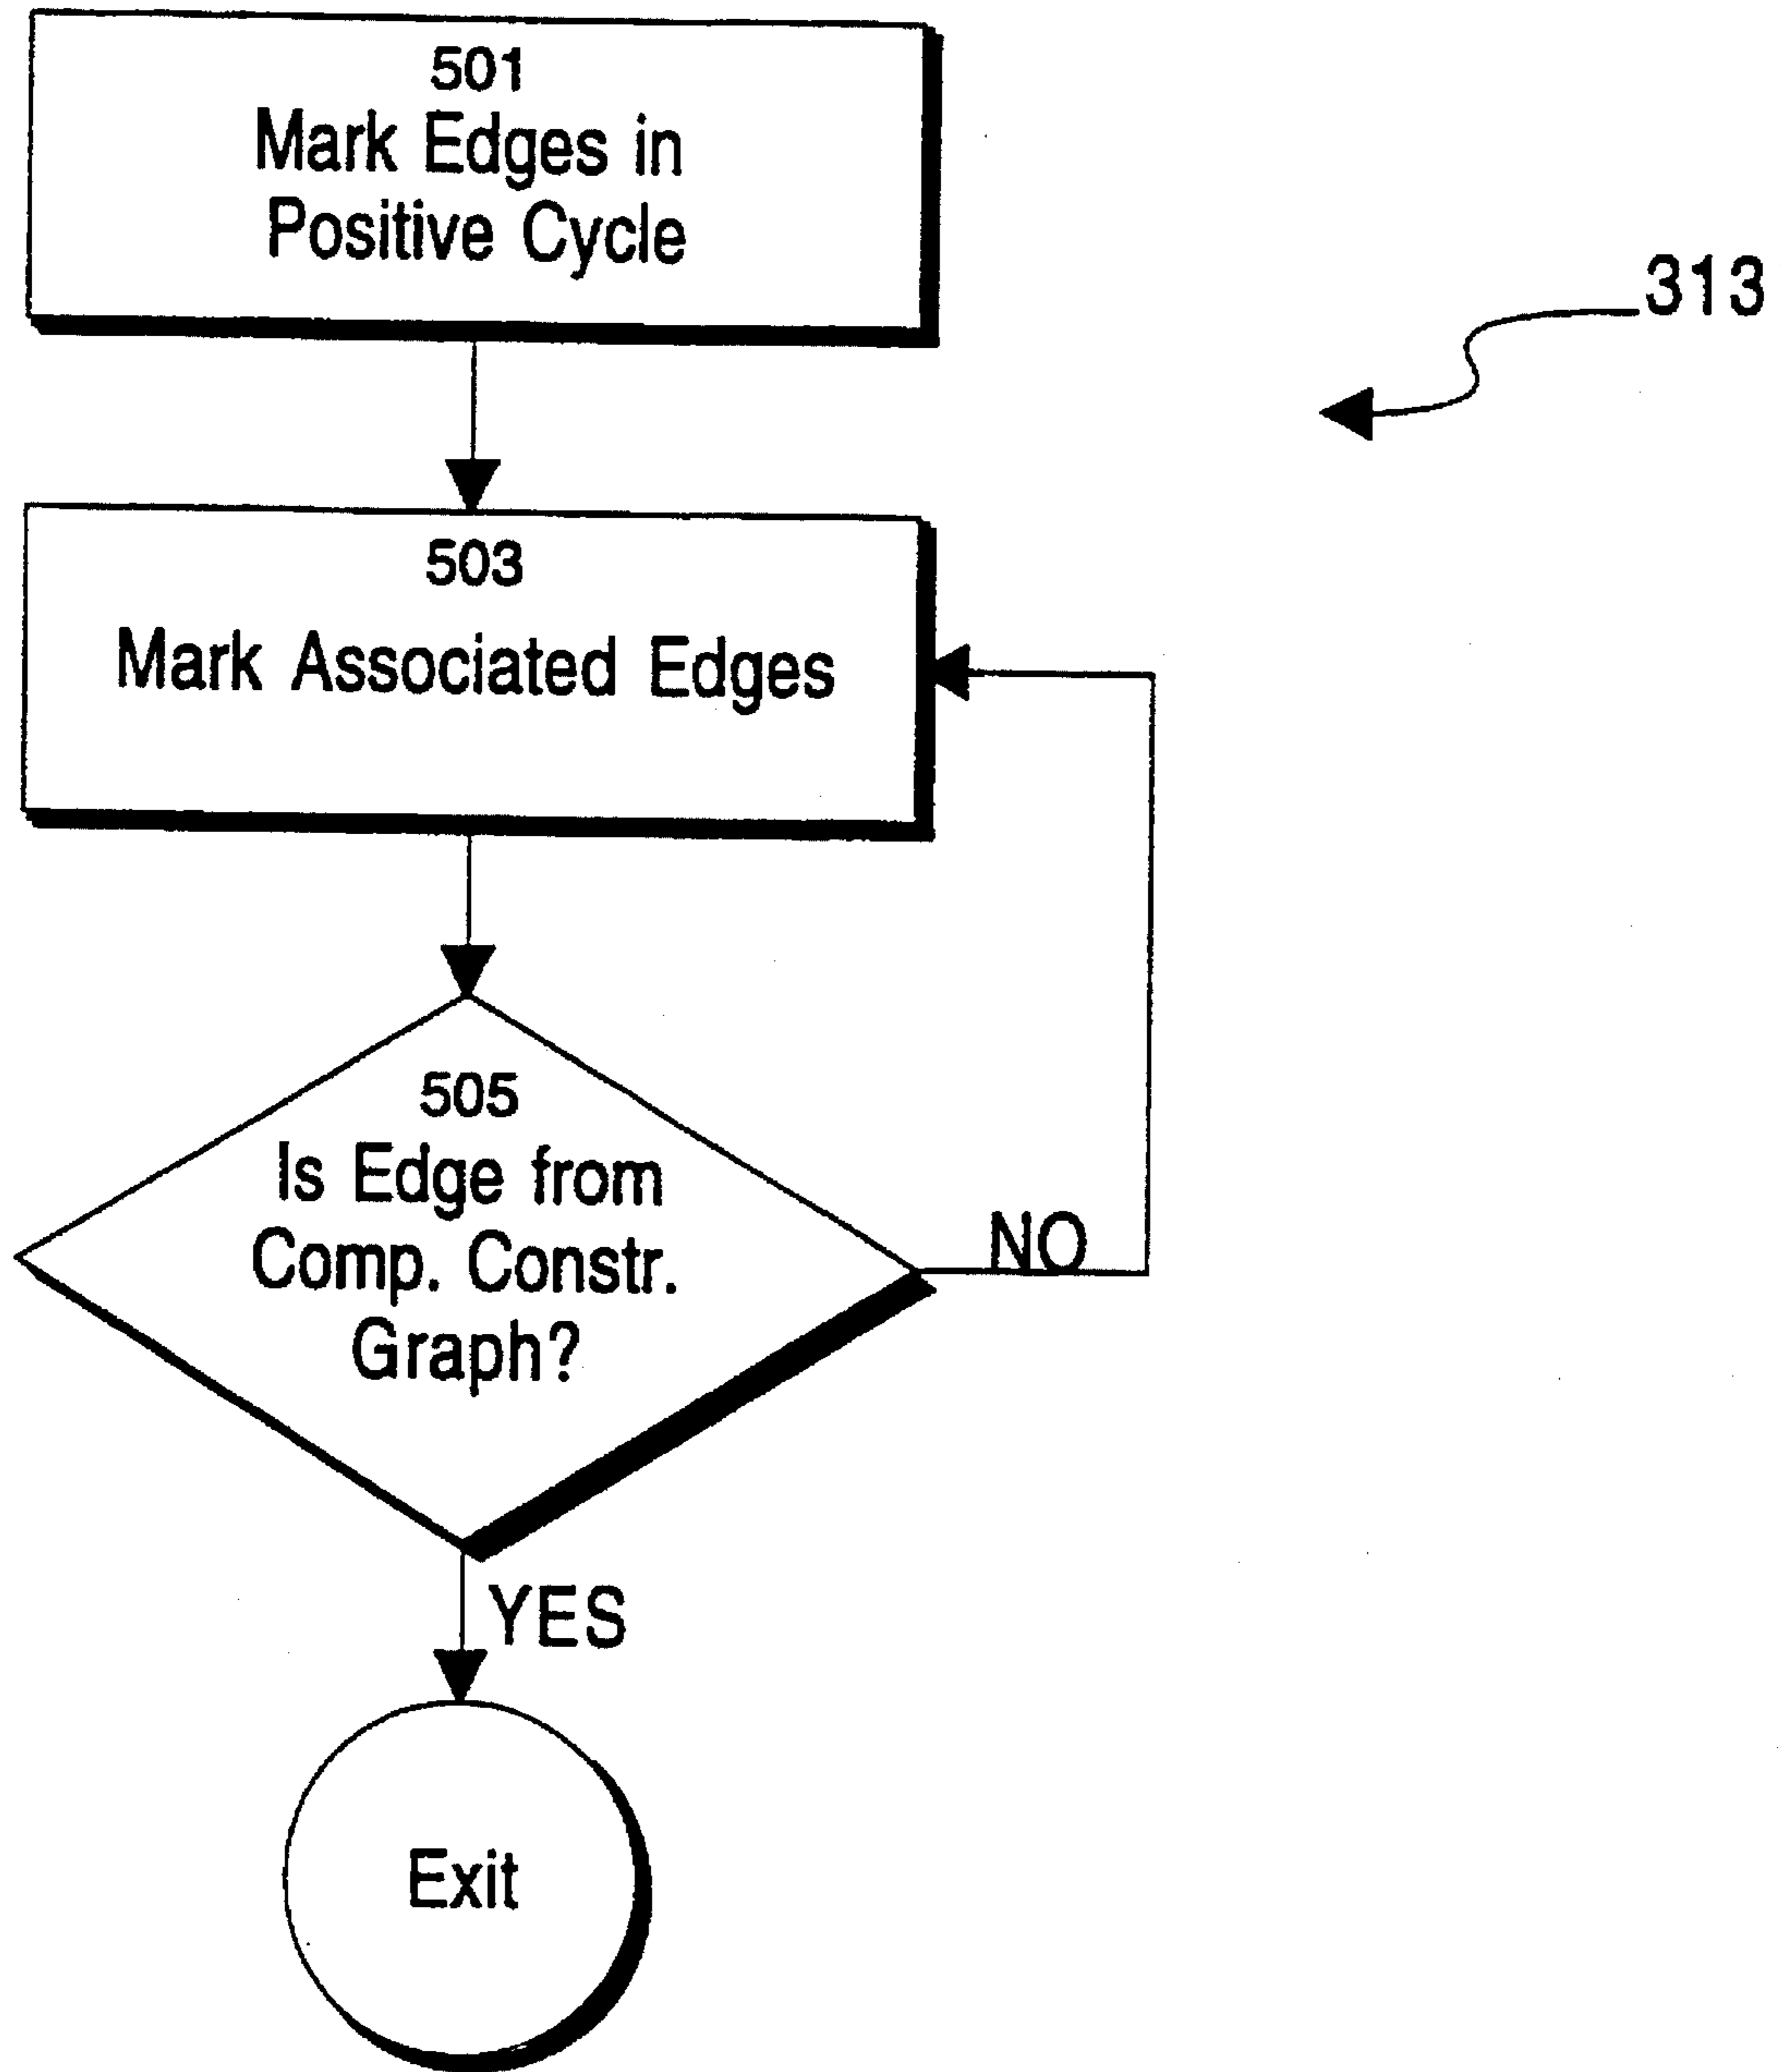 501
Mark Edges in
Positive Cycle
313
503
Mark Associated Edges
505
Is Edge from
Comp. Constr.
Graph?
NO
YES
Exit